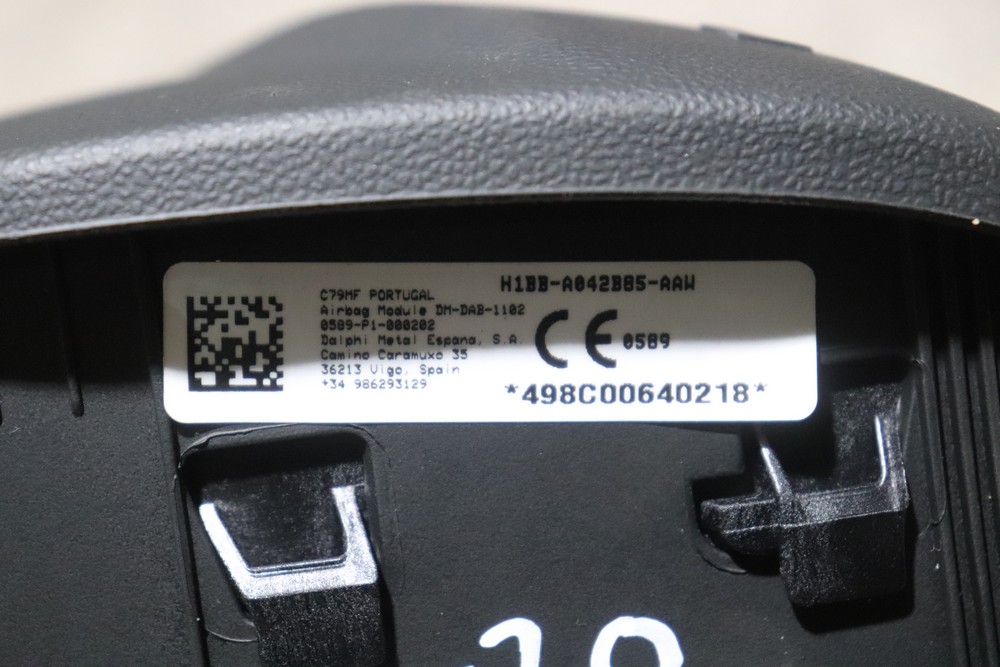 C79MF PORTUGAL
Airbag Module DM-DAB-1102
0589-P1-000202
Dalphi Metal Espana, S.A.
Camino Caramuxo 35
36213 Vigo, Spain
+34 986293129
H1BB-A042B85-AAW
CE 0589
*498C00640218*